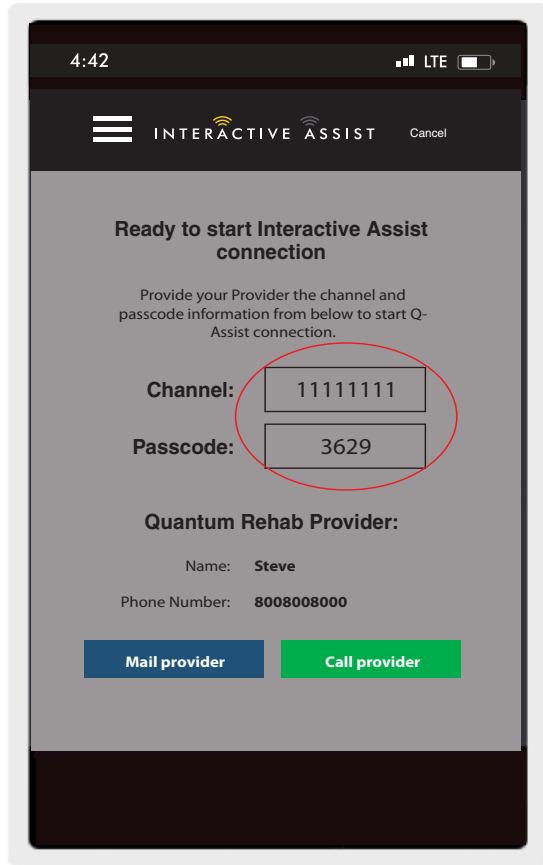 4:42 LTE
INTERACTIVE ASSIST Cancel
Ready to start Interactive Assist
connection
Provide your Provider the channel and
passcode information from below to start Q-
Assist connection.
Channel: 11111111
Passcode: 3629
Quantum Rehab Provider:
Name: Steve
Phone Number: 8008008000
Mail provider Call provider